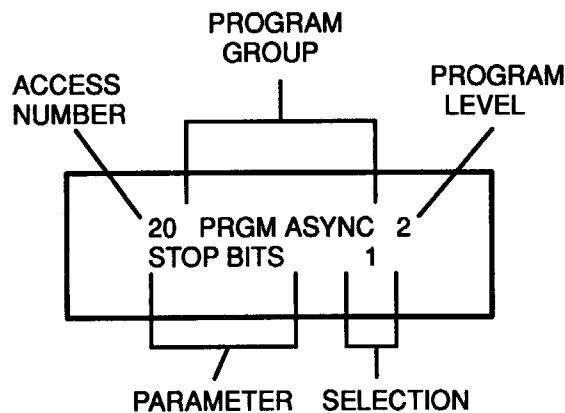 PROGRAM
GROUP
ACCESS
NUMBER
PROGRAM
LEVEL
20 PRGM ASYNC 2
STOP BITS 1
PARAMETER SELECTION